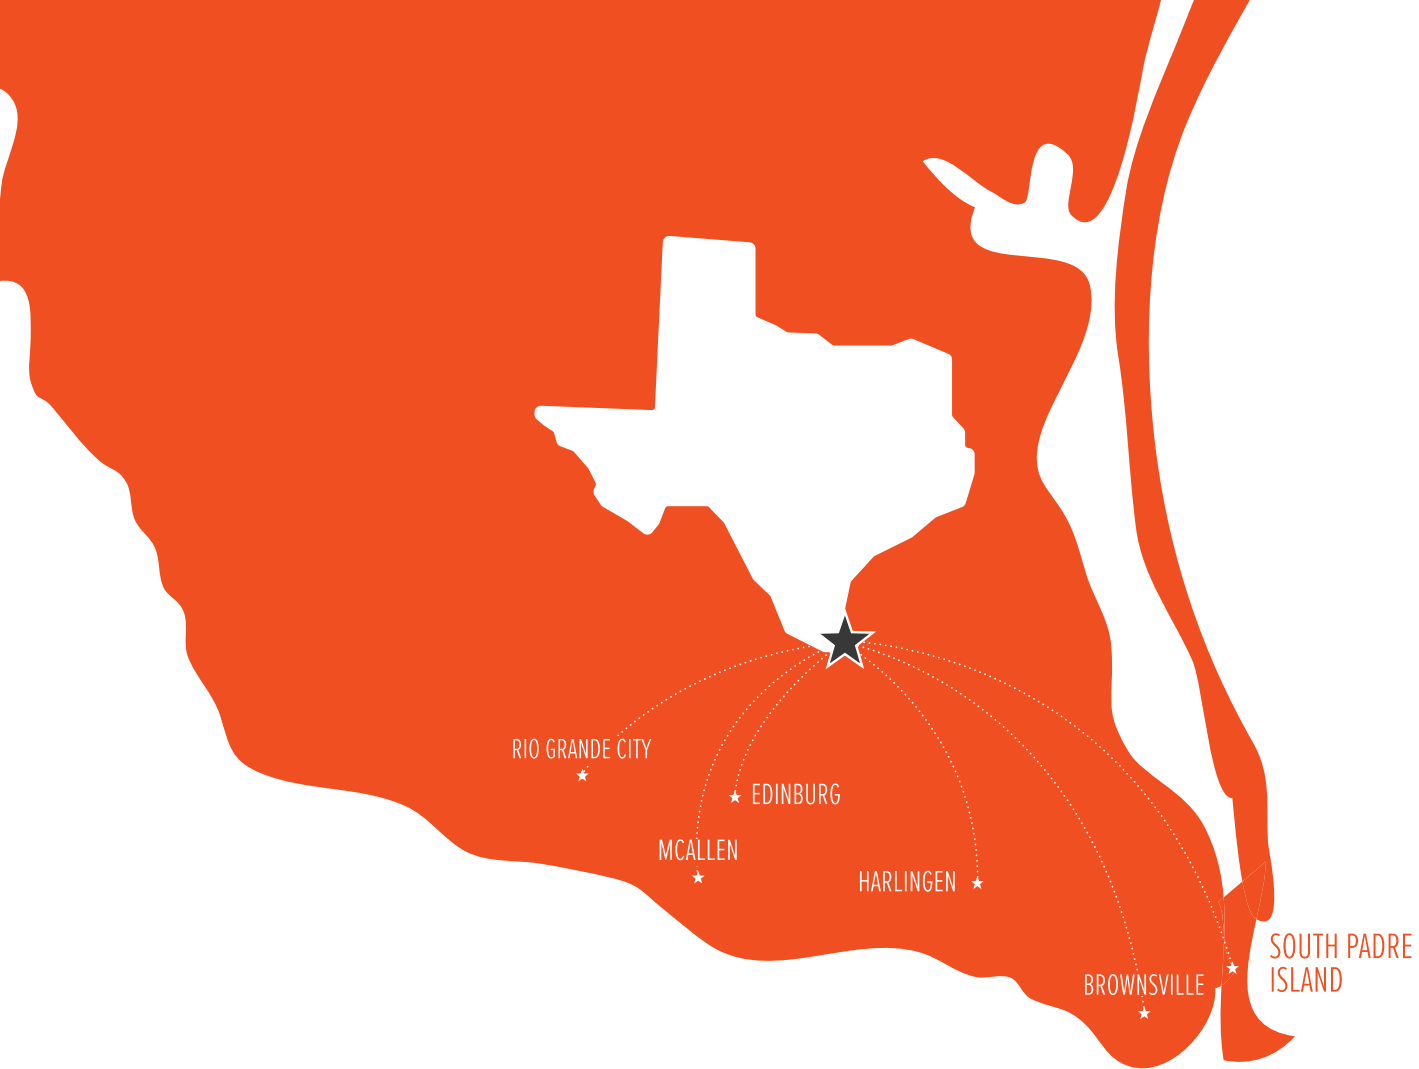 RIO GRANDE CITY
EDINBURG
MCALLEN
HARLINGEN
SOUTH PADRE
ISLAND
BROWNSVILLE